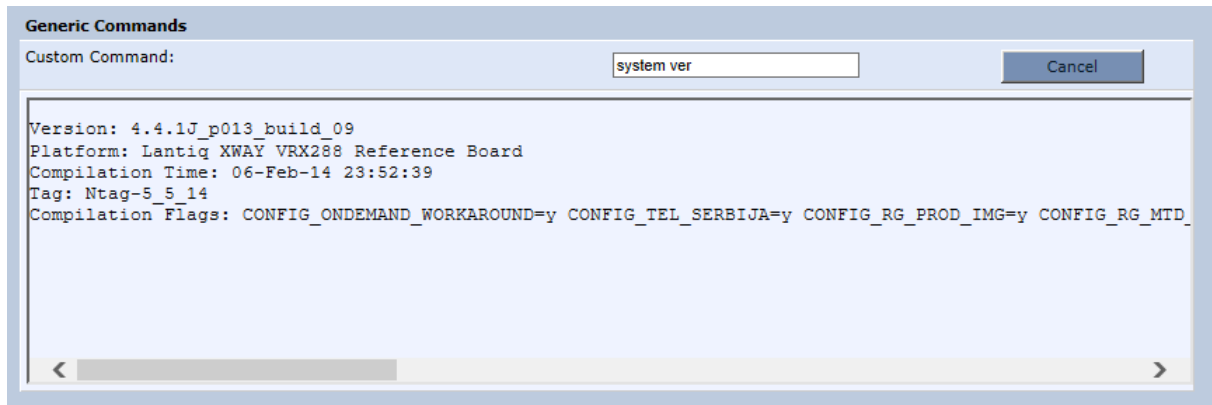 Generic Commands
Custom Command: system ver Cancel
Version: 4.4.1J_p013_build_09
Platform: Lantiq XWAY VRX288 Reference Board
Compilation Time: 06-Feb-14 23:52:39
Tag: Ntag-5_5_14
Compilation Flags: CONFIG_ONDEMAND_WORKAROUND=y CONFIG_TEL_SERBIJA=y CONFIG_RG_PROD_IMG=y CONFIG_RG_MTD_